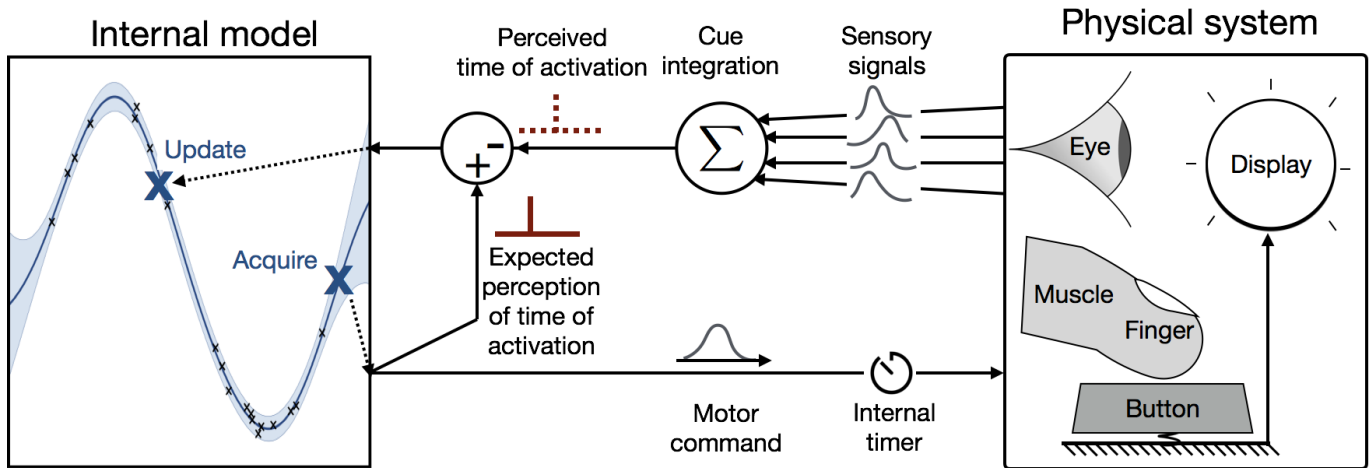 Internal model
Perceived
time of activation
Cue
integration
Sensory
signals
Physical system
Update
Acquire
+
-
Σ
Eye
Display
Expected
perception
of time of
activation
Muscle
Finger
Button
Motor
command
Internal
timer